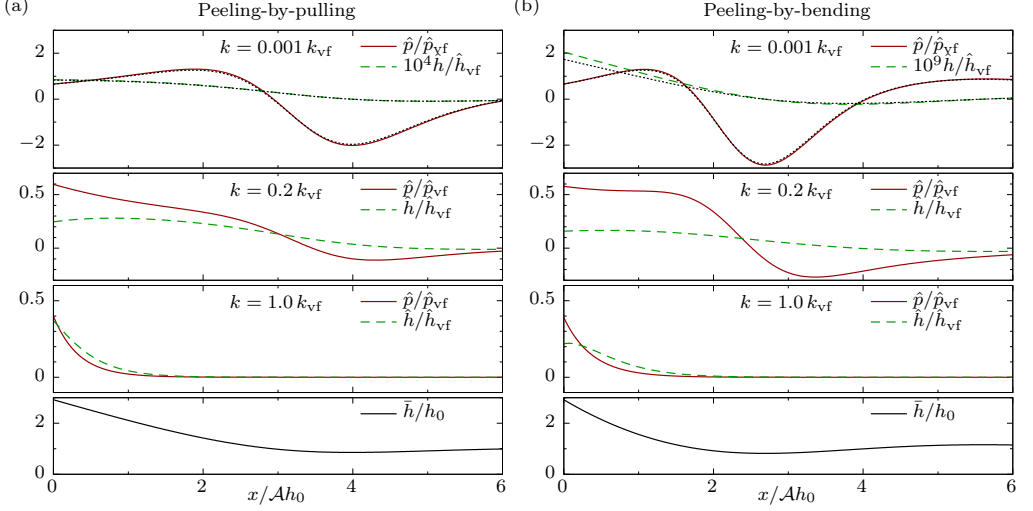 (a) Peeling-by-pulling
2
0
−2
k = 0.001 k_vf
p̂/p̂_vf
10⁴ĥ/ĥ_vf
0.5
0
k = 0.2 k_vf
p̂/p̂_vf
ĥ/ĥ_vf
0.5
0
k = 1.0 k_vf
p̂/p̂_vf
ĥ/ĥ_vf
2
0
h̄/h₀
0 2 4 6
x/𝒜h₀
(b) Peeling-by-bending
2
0
−2
k = 0.001 k_vf
p̂/p̂_vf
10⁹ĥ/ĥ_vf
0.5
0
k = 0.2 k_vf
p̂/p̂_vf
ĥ/ĥ_vf
0.5
0
k = 1.0 k_vf
p̂/p̂_vf
ĥ/ĥ_vf
2
0
h̄/h₀
0 2 4 6
x/𝒜h₀